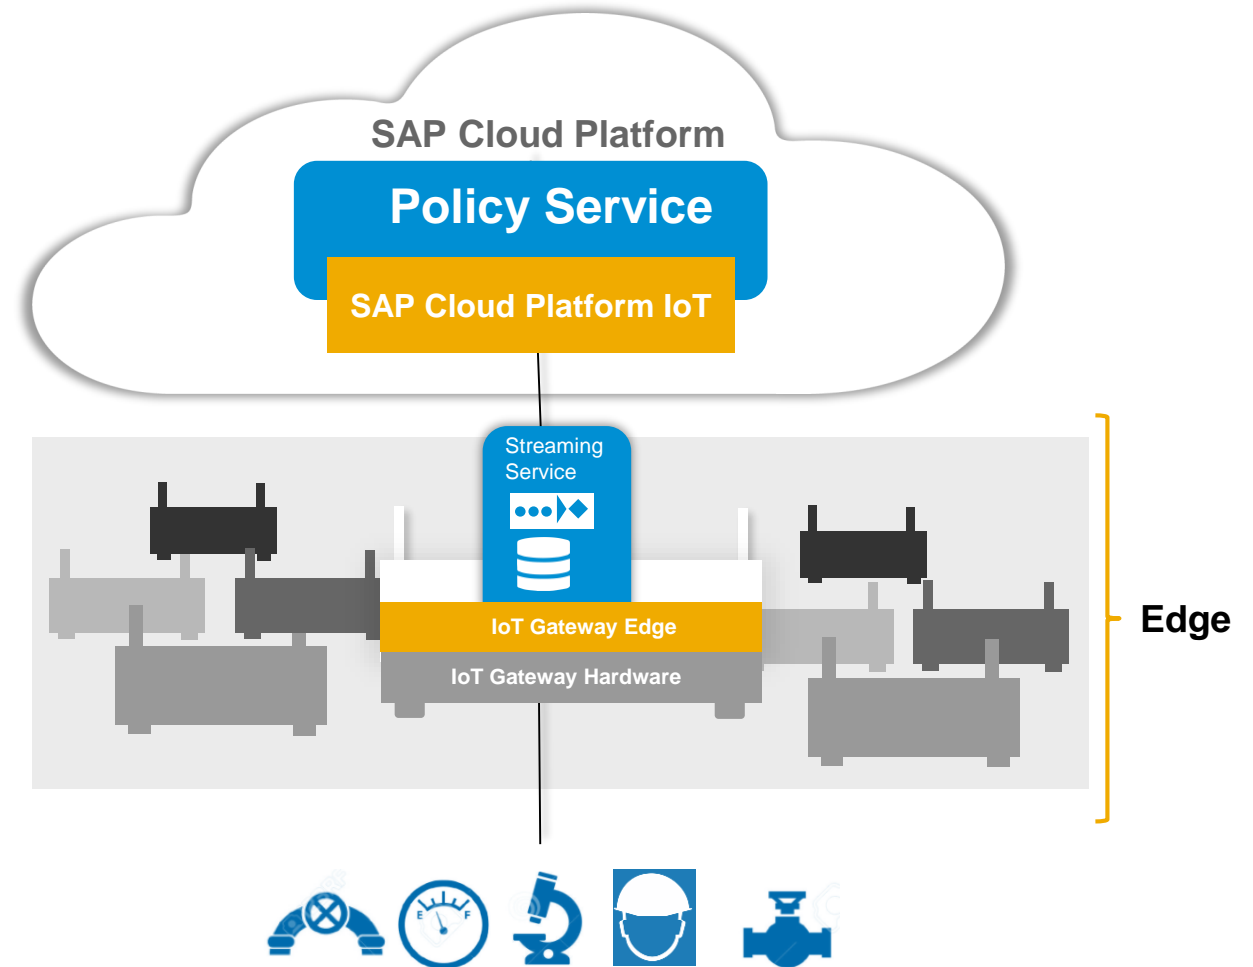 SAP Cloud Platform
Policy Service
SAP Cloud Platform IoT
Streaming
Service
IoT Gateway Edge
IoT Gateway Hardware
Edge
E F